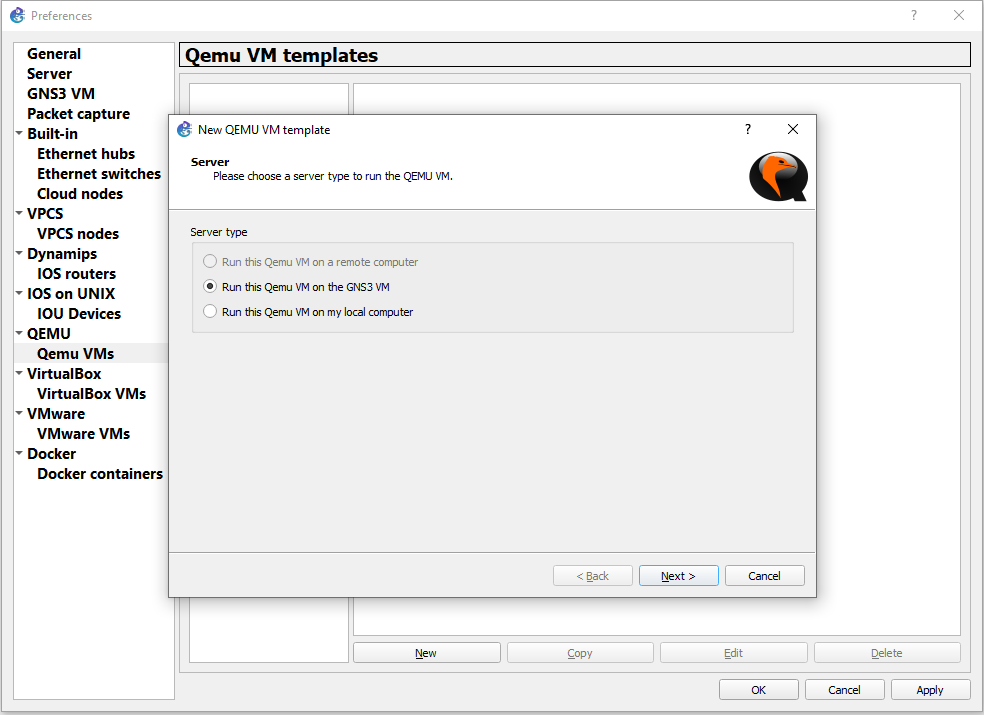 Preferences
?
General
Server
GNS3 VM
Packet capture
Built-in
Ethernet hubs
Ethernet switches
Cloud nodes
VPCS
VPCS nodes
Dynamips
IOS routers
IOS on UNIX
IOU Devices
QEMU
Qemu VMs
VirtualBox
VirtualBox VMs
VMware
VMware VMs
Docker
Docker containers
Qemu VM templates
New QEMU VM template
?
Server
Please choose a server type to run the QEMU VM.
Server type
Run this Qemu VM on a remote computer
Run this Qemu VM on the GNS3 VM
Run this Qemu VM on my local computer
< Back
Next >
Cancel
New
Copy
Edit
Delete
OK
Cancel
Apply